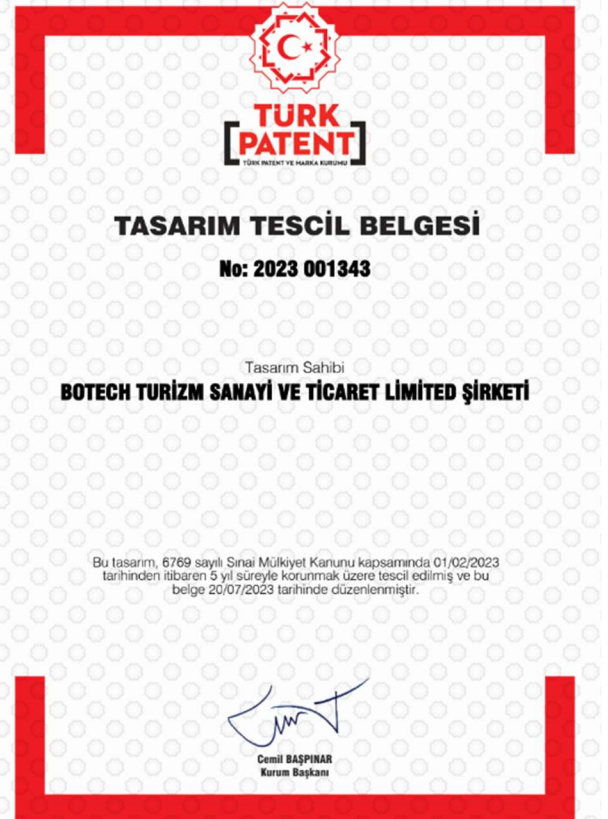 TÜRK
PATENT
TÜRK PATENT VE MARKA KURUMU
TASARIM TESCİL BELGESİ
No: 2023 001343
Tasarım Sahibi
BOTECH TURİZM SANAYİ VE TİCARET LİMİTED ŞİRKETİ
Bu tasarım, 6769 sayılı Sınai Mülkiyet Kanunu kapsamında 01/02/2023
tarihinden itibaren 5 yıl süreyle korunmak üzere tescil edilmiş ve bu
belge 20/07/2023 tarihinde düzenlenmiştir.
Cemil BAŞPINAR
Kurum Başkanı